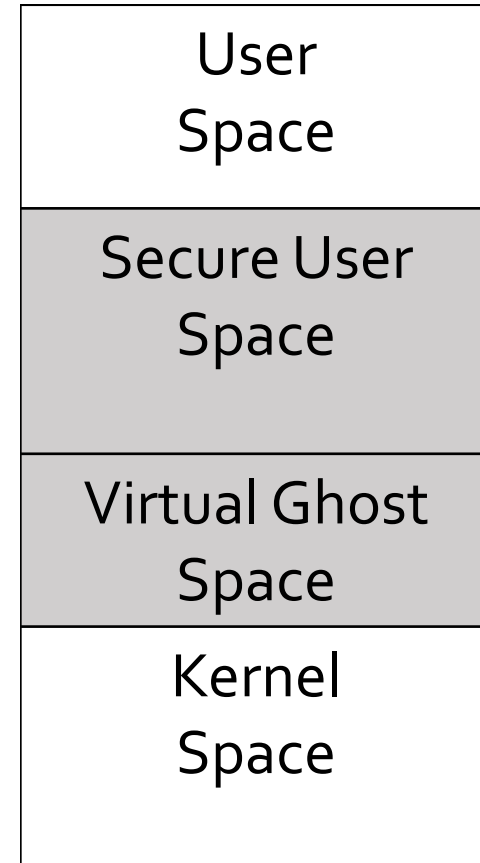 User
Space
Secure User
Space
Virtual Ghost
Space
Kernel
Space